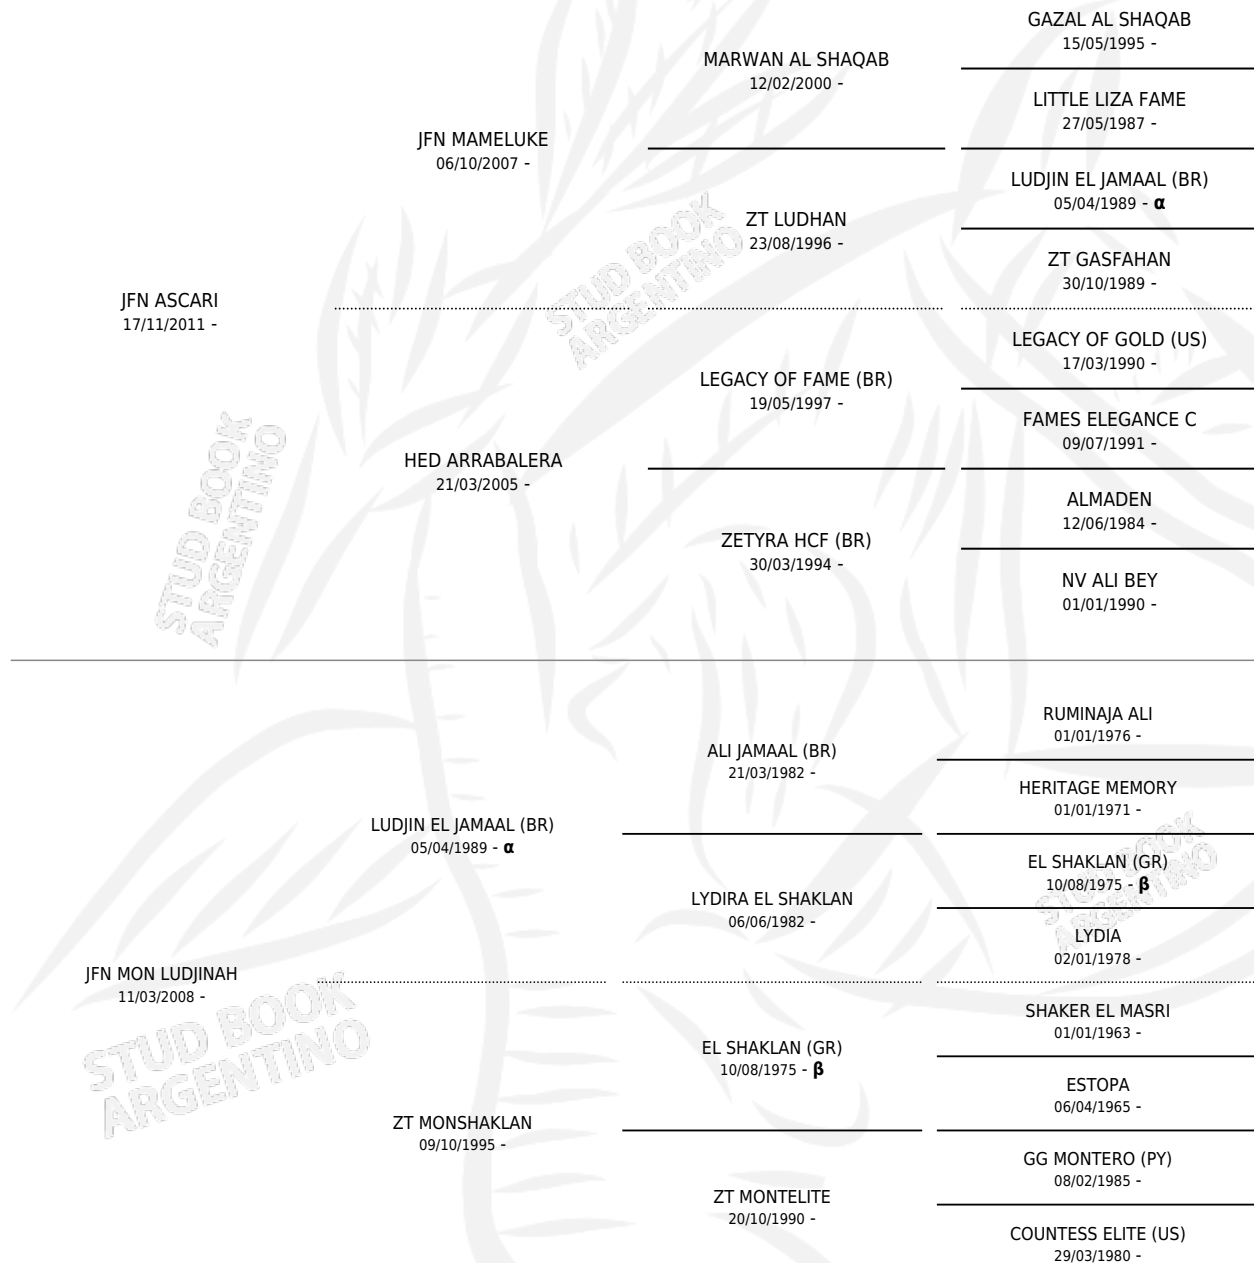 GAZAL AL SHAQAB
15/05/1995 -
MARWAN AL SHAQAB
12/02/2000 -
LITTLE LIZA FAME
27/05/1987 -
JFN MAMELUKE
06/10/2007 -
LUDJIN EL JAMAAL (BR)
05/04/1989 - α
ZT LUDHAN
23/08/1996 -
ZT GASFAHAN
30/10/1989 -
JFN ASCARI
17/11/2011 -
STUD BOOK
ARGENTINO
LEGACY OF GOLD (US)
17/03/1990 -
LEGACY OF FAME (BR)
19/05/1997 -
FAMES ELEGANCE C
09/07/1991 -
HED ARRABALERA
21/03/2005 -
STUD BOOK
ARGENTINO
ALMADEN
12/06/1984 -
ZETYRA HCF (BR)
30/03/1994 -
NV ALI BEY
01/01/1990 -
RUMINAJA ALI
01/01/1976 -
ALI JAMAAL (BR)
21/03/1982 -
HERITAGE MEMORY
01/01/1971 -
LUDJIN EL JAMAAL (BR)
05/04/1989 - α
EL SHAKLAN (GR)
10/08/1975 - β
STUD BOOK
ARGENTINO
LYDIRA EL SHAKLAN
06/06/1982 -
LYDIA
02/01/1978 -
JFN MON LUDJINAH
11/03/2008 -
STUD BOOK
ARGENTINO
SHAKER EL MASRI
01/01/1963 -
EL SHAKLAN (GR)
10/08/1975 - β
ESTOPA
06/04/1965 -
ZT MONSHAKLAN
09/10/1995 -
GG MONTERO (PY)
08/02/1985 -
ZT MONTELITE
20/10/1990 -
COUNTESS ELITE (US)
29/03/1980 -